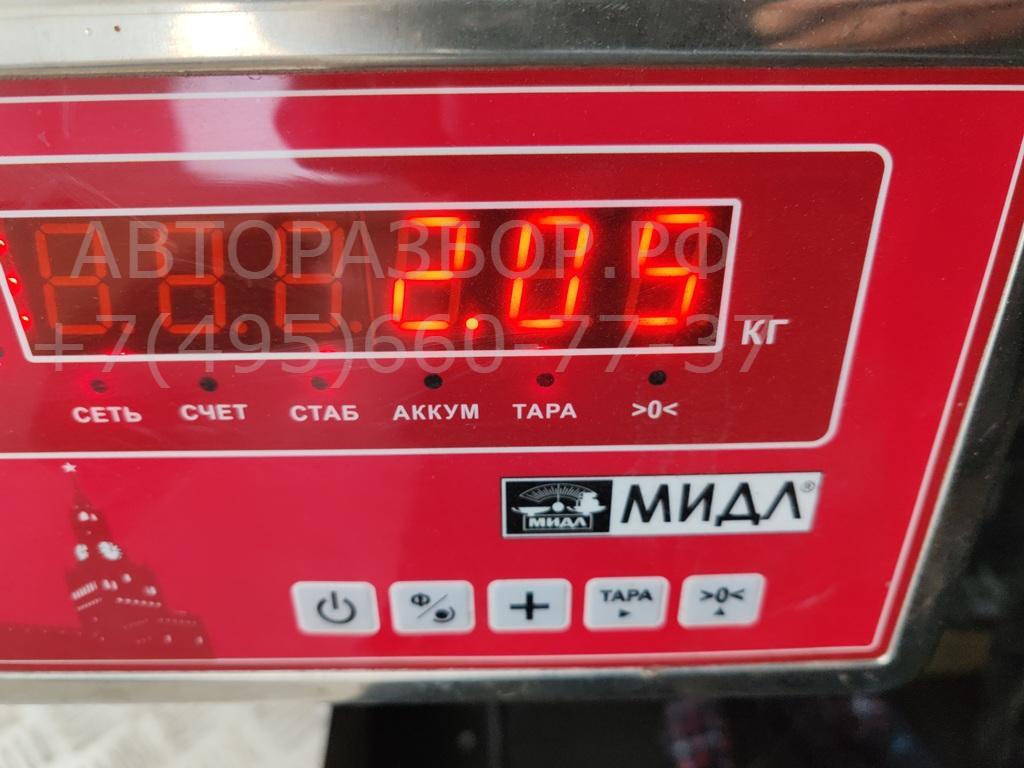 АВТОРАЗБОР.РФ
2.05
+7(495)660-77-37
КГ
СЕТЬ СЧЕТ СТАБ АККУМ ТАРА >0<
МИДЛ МИДЛ®
Ф ТАРА >0<